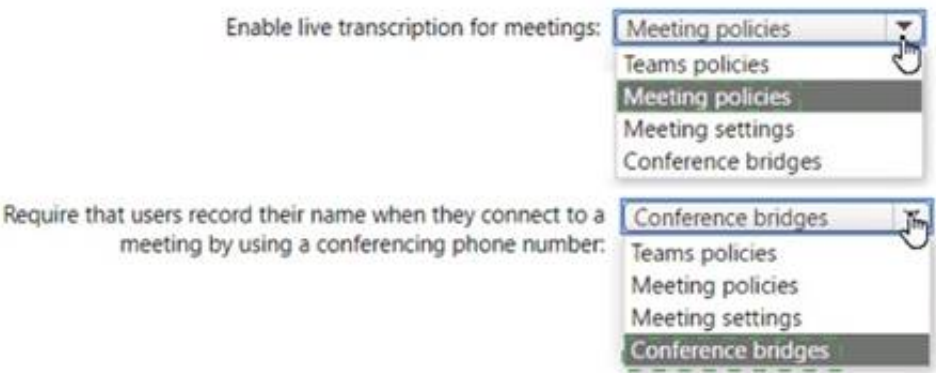 Enable live transcription for meetings: Meeting policies
Teams policies
Meeting policies
Meeting settings
Conference bridges
Require that users record their name when they connect to a
meeting by using a conferencing phone number: Conference bridges
Teams policies
Meeting policies
Meeting settings
Conference bridges